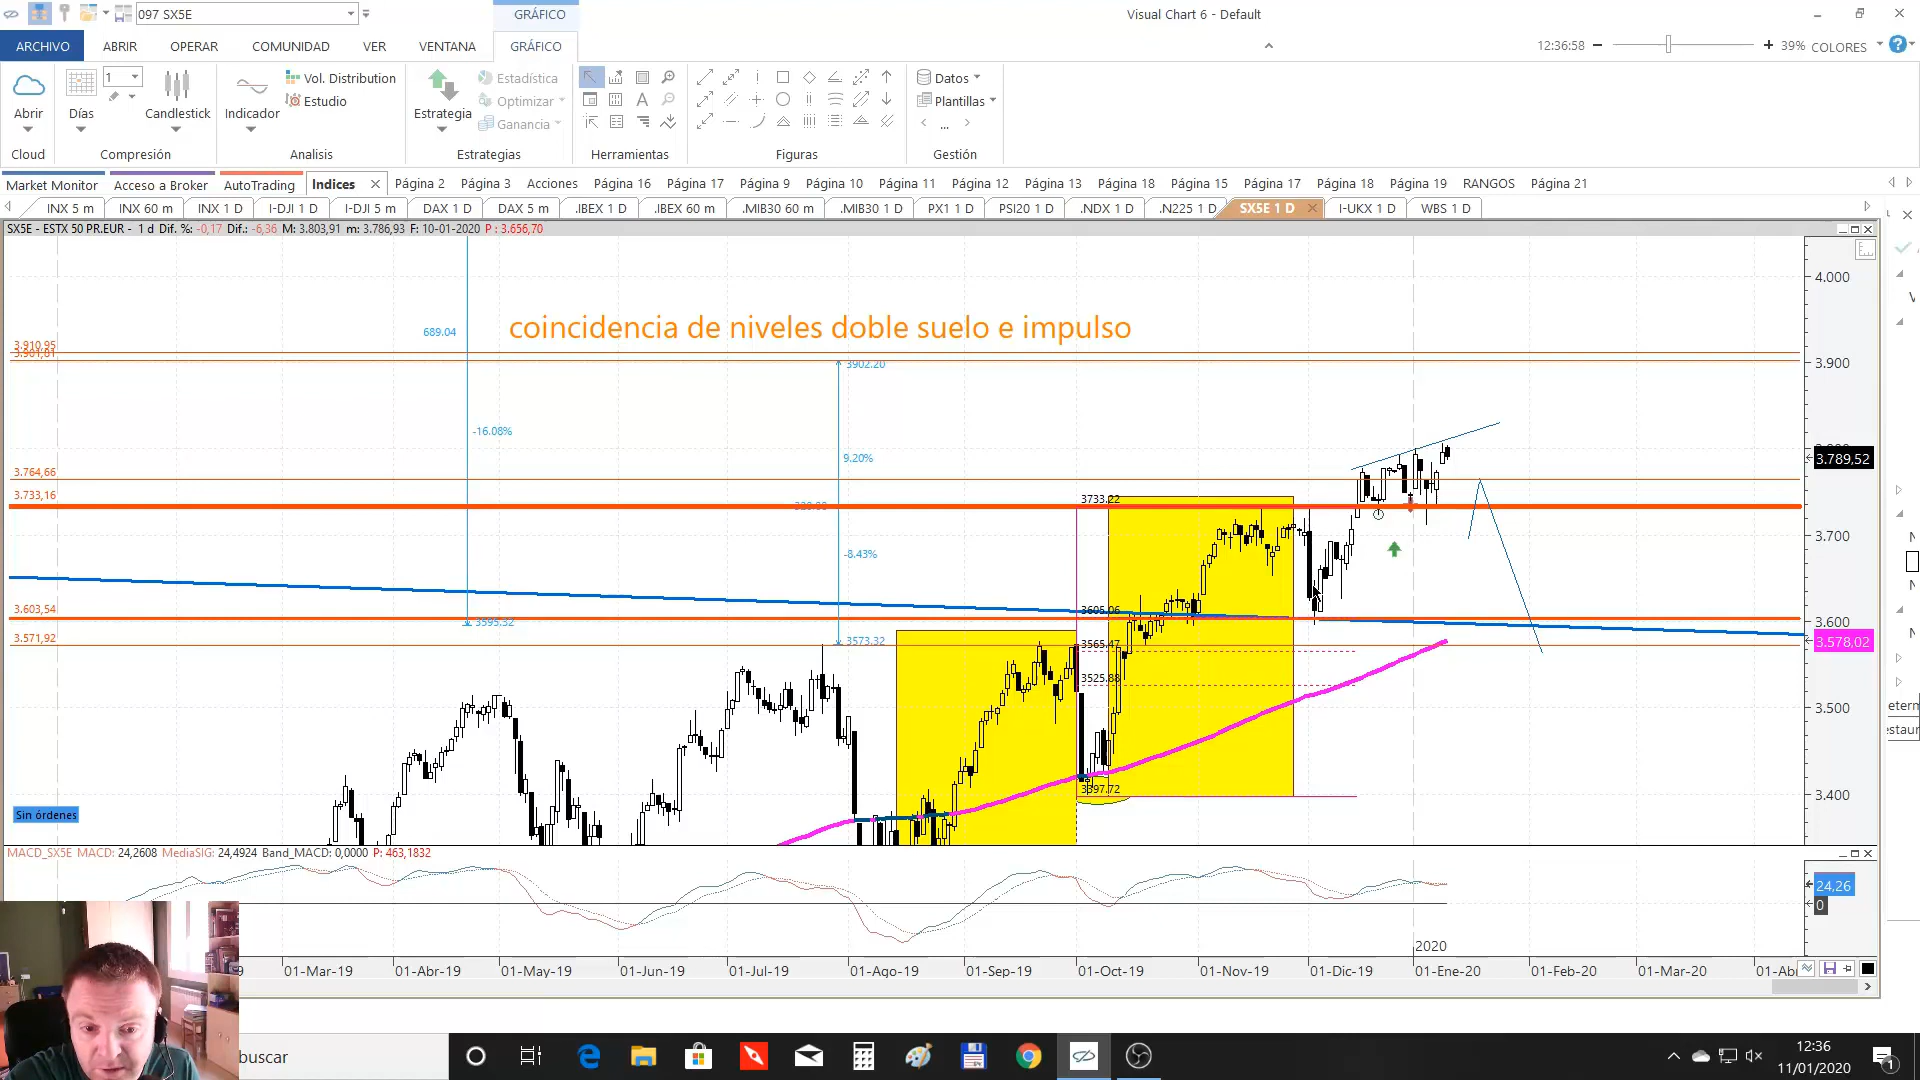 097 SX5E
GRÁFICO
Visual Chart 6 - Default
ARCHIVO
ABRIR
OPERAR
COMUNIDAD
VER
VENTANA
GRÁFICO
12:36:58
39%
COLORES
Abrir
Cloud
Días
1
Candlestick
Compresión
Indicador
Vol. Distribution
Estudio
Analisis
Estrategia
Estadística
Optimizar
Ganancia
Estrategias
Herramientas
Figuras
Datos
Plantillas
...
Gestión
Market Monitor
Acceso a Broker
AutoTrading
Indices
Página 2
Página 3
Acciones
Página 16
Página 17
Página 9
Página 10
Página 11
Página 12
Página 13
Página 18
Página 15
Página 17
Página 18
Página 19
RANGOS
Página 21
INX 5 m
INX 60 m
INX 1 D
I-DJI 1 D
I-DJI 5 m
DAX 1 D
DAX 5 m
.IBEX 1 D
.IBEX 60 m
.MIB30 60 m
.MIB30 1 D
PX1 1 D
PSI20 1 D
.NDX 1 D
.N225 1 D
SX5E 1 D
I-UKX 1 D
WBS 1 D
SX5E - ESTX 50 PR.EUR - 1 d Dif. %: -0,17 Dif.: -6,36 M: 3.803,91 m: 3.786,93 F: 10-01-2020 P : 3.656,70
coincidencia de niveles doble suelo e impulso
689.04
3.910,95
3902.20
-16.08%
9.20%
3.764,66
3.733,16
3733.22
-8.43%
3.603,54
3595.32
3605.06
3.571,92
3573.32
3565.47
3525.88
3397.72
4.000
3.900
3.789,52
3.700
3.600
3.578,02
3.500
3.400
Sin órdenes
MACD_SX5E MACD: 24,2608 MediaSIG: 24,4924 Band_MACD: 0,0000 P: 463,1832
24,26
0
2020
01-Mar-19
01-Abr-19
01-May-19
01-Jun-19
01-Jul-19
01-Ago-19
01-Sep-19
01-Oct-19
01-Nov-19
01-Dic-19
01-Ene-20
01-Feb-20
01-Mar-20
buscar
12:36
11/01/2020
1